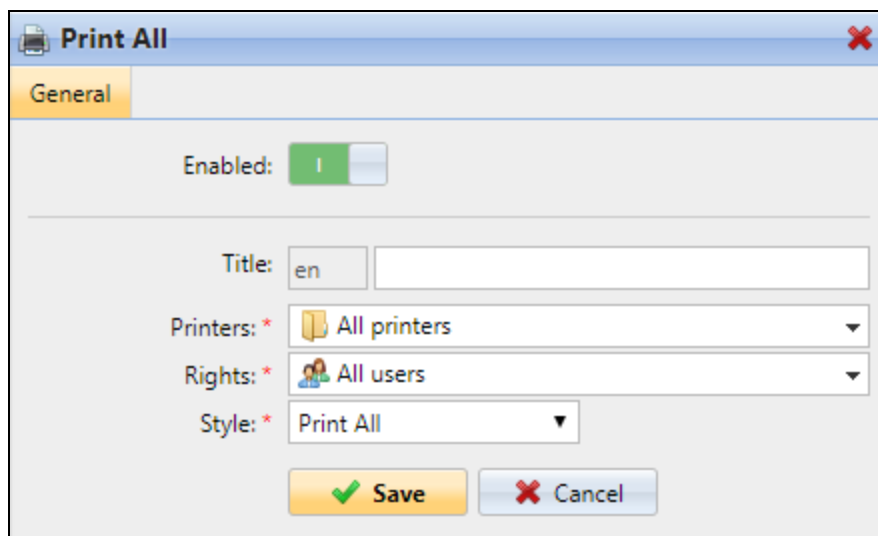 Print All
General
Enabled: I
Title: en
Printers: * All printers
Rights: * All users
Style: * Print All
Save Cancel